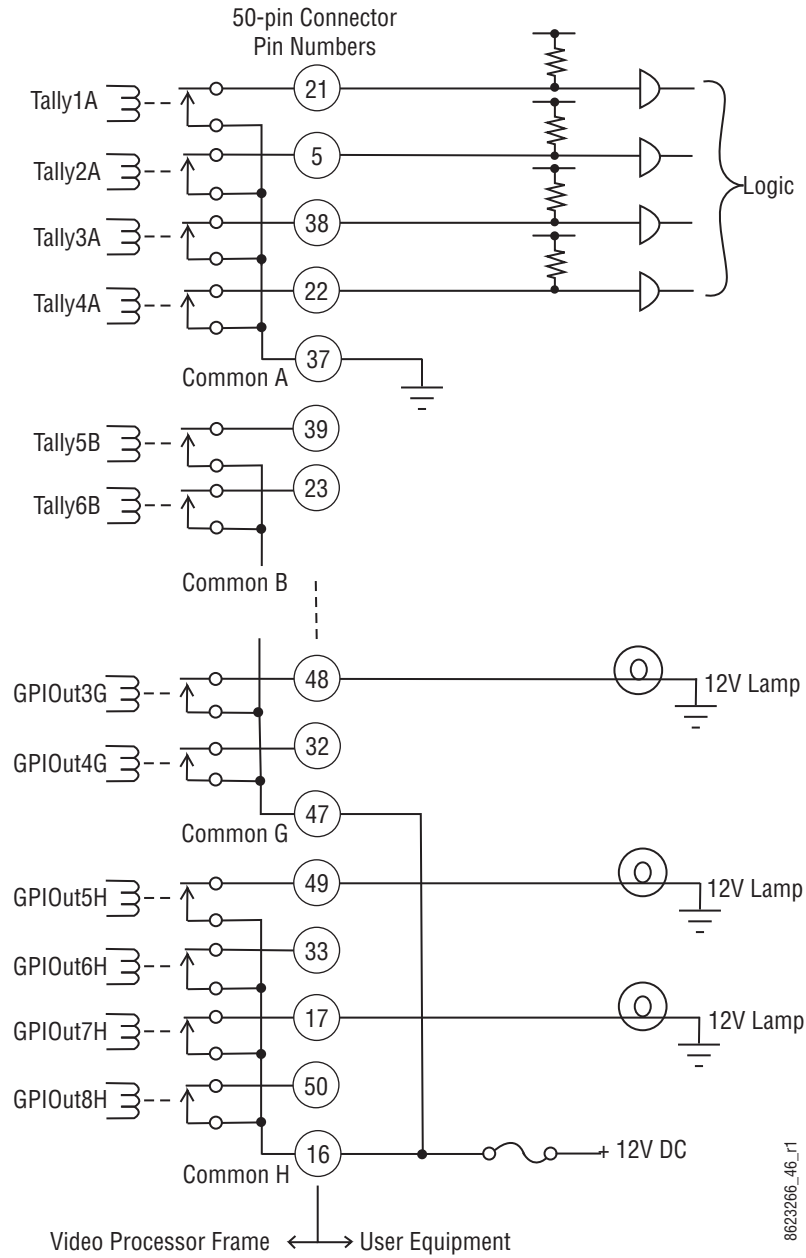 50-pin Connector
Pin Numbers
Tally1A
21
Tally2A
5
Logic
Tally3A
38
Tally4A
22
37
Common A
Tally5B
39
Tally6B
23
Common B
GPIOut3G
48
12V Lamp
GPIOut4G
32
47
Common G
GPIOut5H
49
12V Lamp
GPIOut6H
33
GPIOut7H
17
12V Lamp
GPIOut8H
50
16
+ 12V DC
Common H
Video Processor Frame
User Equipment
8623266_46_r1